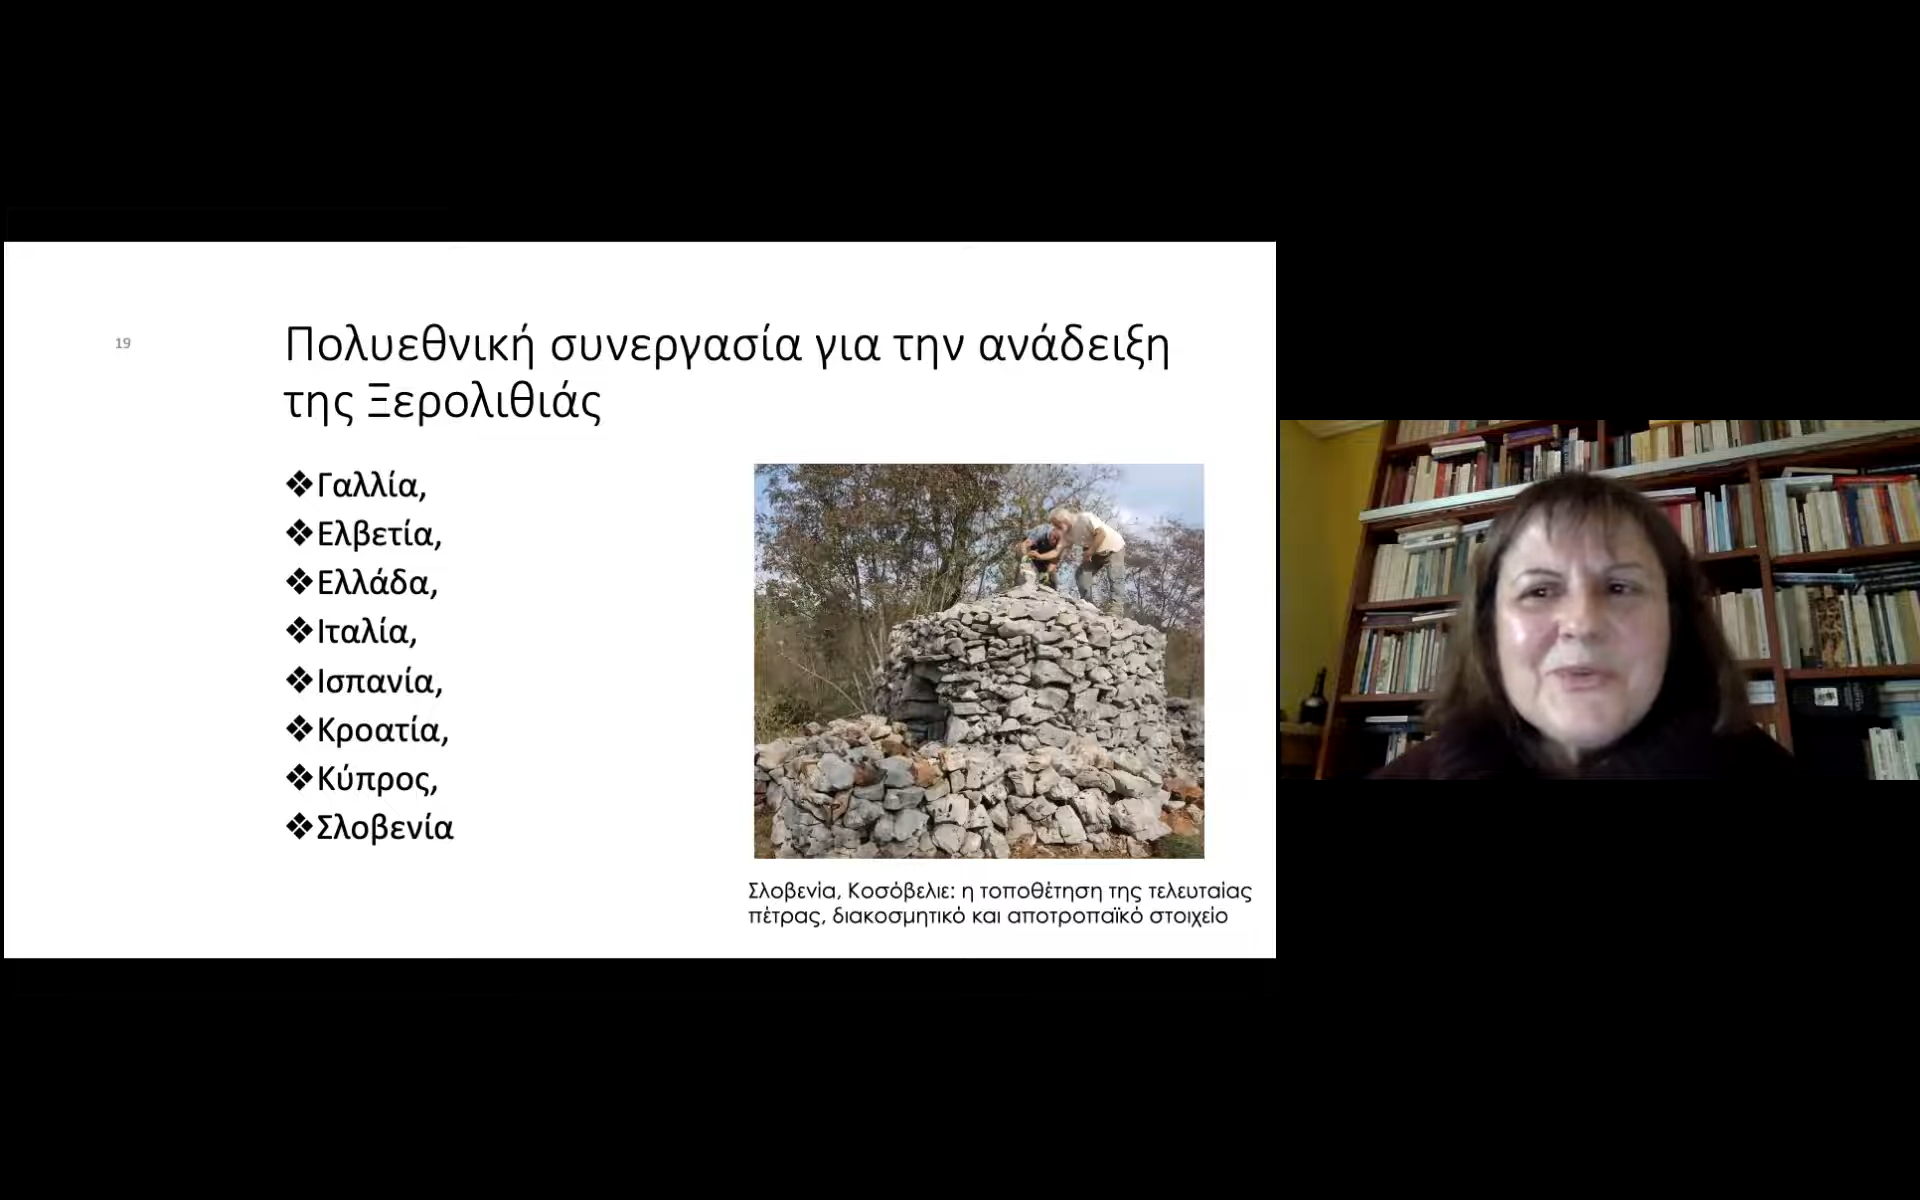 19
Πολυεθνική συνεργασία για την ανάδειξη
της Ξερολιθιάς
❖Γαλλία,
❖Ελβετία,
❖Ελλάδα,
❖Ιταλία,
❖Ισπανία,
❖Κροατία,
❖Κύπρος,
❖Σλοβενία
Σλοβενία, Κοσόβελιε: η τοποθέτηση της τελευταίας
πέτρας, διακοσμητικό και αποτροπαϊκό στοιχείο